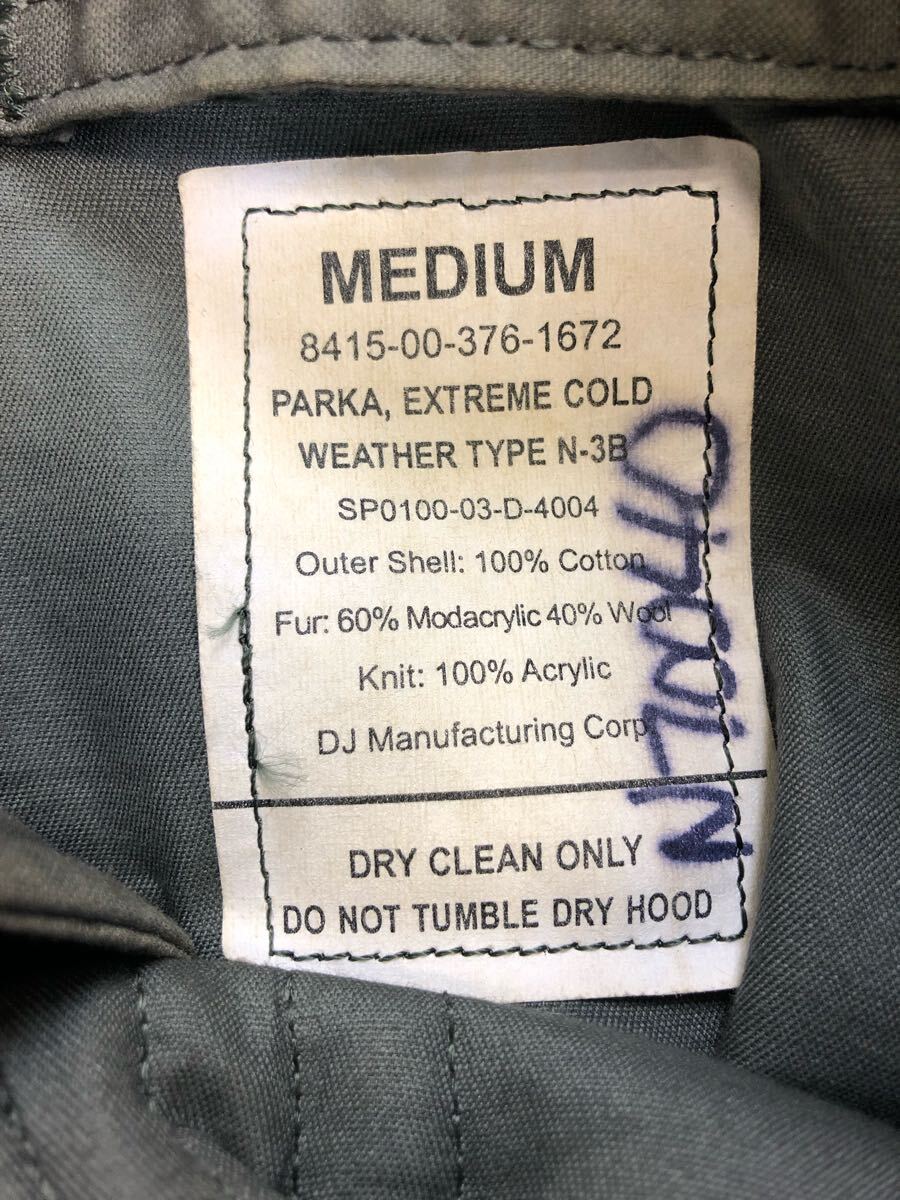 MEDIUM
8415-00-376-1672
PARKA, EXTREME COLD
WEATHER TYPE N-3B
SP0100-03-D-4004
Outer Shell: 100% Cotton
Fur: 60% Modacrylic 40% Wool
Knit: 100% Acrylic
DJ Manufacturing Corp
DRY CLEAN ONLY
DO NOT TUMBLE DRY HOOD